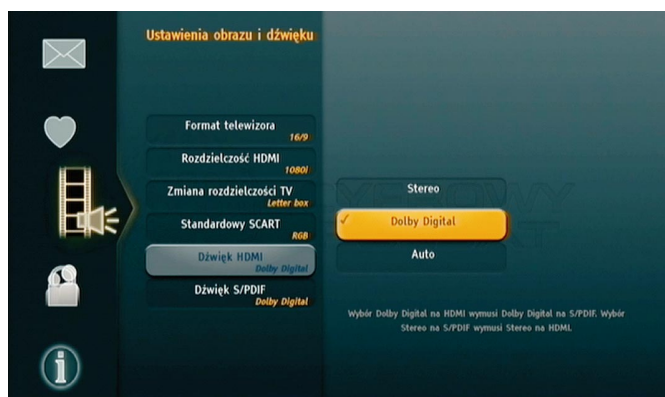 Ustawienia obrazu i dźwięku
Format telewizora
16/9
Rozdzielczość HDMI
1080i
Zmiana rozdzielczości TV
Letter box
Standardowy SCART
RGB
Dźwięk HDMI
Dolby Digital
Dźwięk S/PDIF
Dolby Digital
Stereo
Dolby Digital
Auto
Wybór Dolby Digital na HDMI wymusi Dolby Digital na S/PDIF. Wybór
Stereo na S/PDIF wymusi Stereo na HDMI.